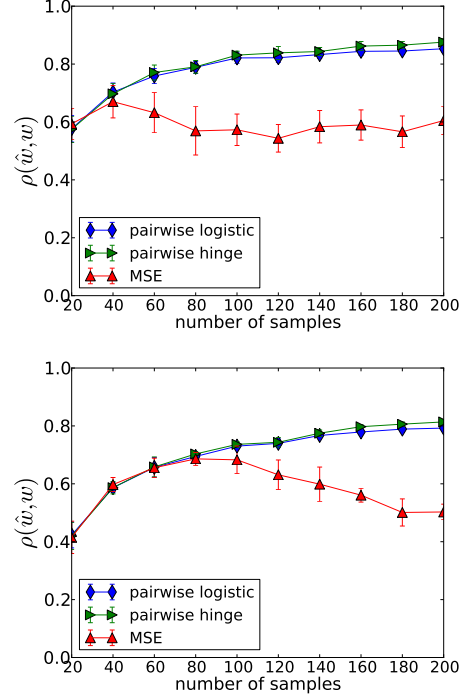 1.0
0.8
0.6
0.4
0.2
0.0
ρ(ŵ,w)
pairwise logistic
pairwise hinge
MSE
20 40 60 80 100 120 140 160 180 200
number of samples
1.0
0.8
0.6
0.4
0.2
0.0
ρ(ŵ,w)
pairwise logistic
pairwise hinge
MSE
20 40 60 80 100 120 140 160 180 200
number of samples